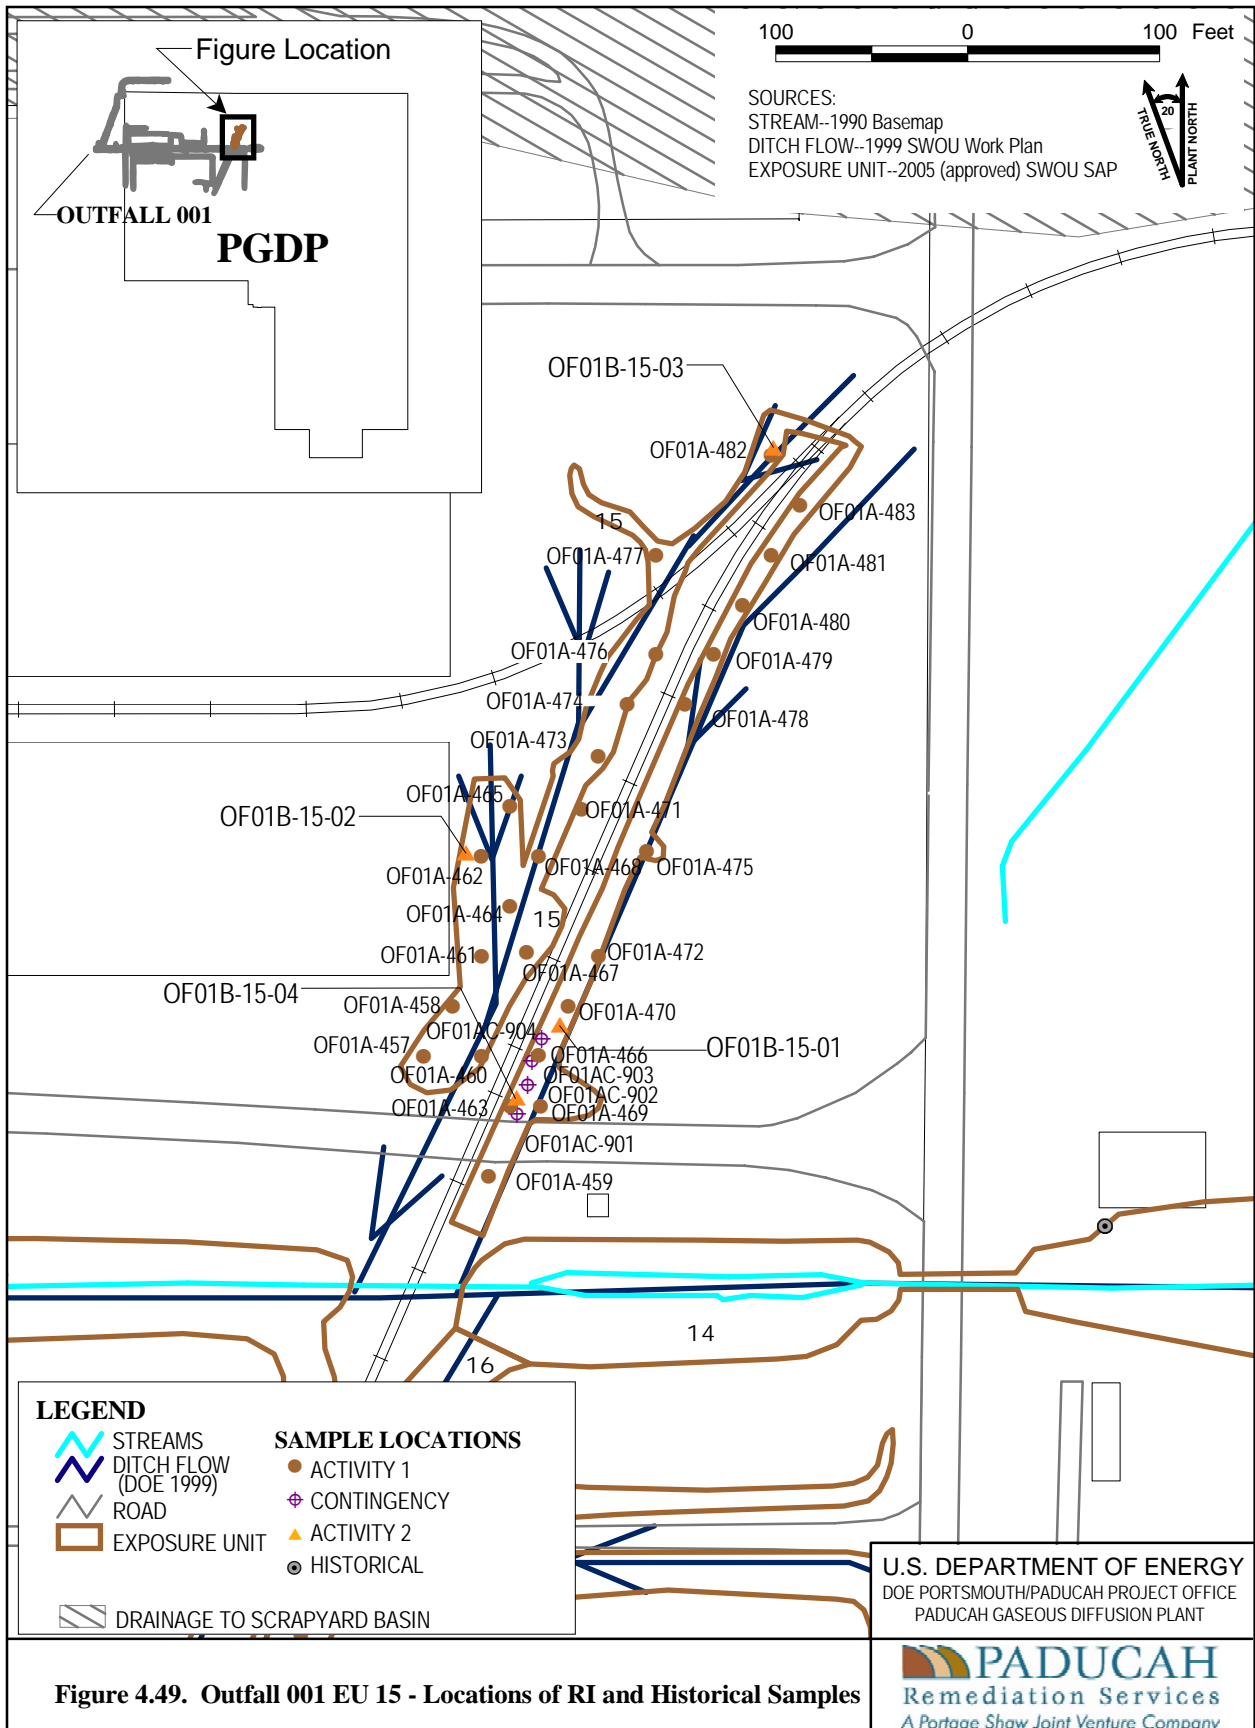 Figure Location
OUTFALL 001
PGDP
100 0 100 Feet
SOURCES:
STREAM--1990 Basemap
DITCH FLOW--1999 SWOU Work Plan
EXPOSURE UNIT--2005 (approved) SWOU SAP
20
TRUE NORTH
PLANT NORTH
OF01B-15-03
OF01A-482
OF01A-483
15
OF01A-477
OF01A-481
OF01A-480
OF01A-476
OF01A-479
OF01A-474
OF01A-478
OF01A-473
OF01A-465
OF01A-471
OF01B-15-02
OF01A-462
OF01A-468
OF01A-475
OF01A-464
15
OF01A-461
OF01A-467
OF01A-472
OF01B-15-04
OF01A-458
OF01A-470
OF01AC-904
OF01A-457
OF01A-466
OF01B-15-01
OF01A-460
OF01AC-903
OF01AC-902
OF01A-463
OF01A-469
OF01AC-901
OF01A-459
14
16
LEGEND
STREAMS
DITCH FLOW
(DOE 1999)
ROAD
EXPOSURE UNIT
DRAINAGE TO SCRAPYARD BASIN
SAMPLE LOCATIONS
ACTIVITY 1
CONTINGENCY
ACTIVITY 2
HISTORICAL
U.S. DEPARTMENT OF ENERGY
DOE PORTSMOUTH/PADUCAH PROJECT OFFICE
PADUCAH GASEOUS DIFFUSION PLANT
Figure 4.49. Outfall 001 EU 15 - Locations of RI and Historical Samples
PADUCAH
Remediation Services
A Portage Shaw Joint Venture Company